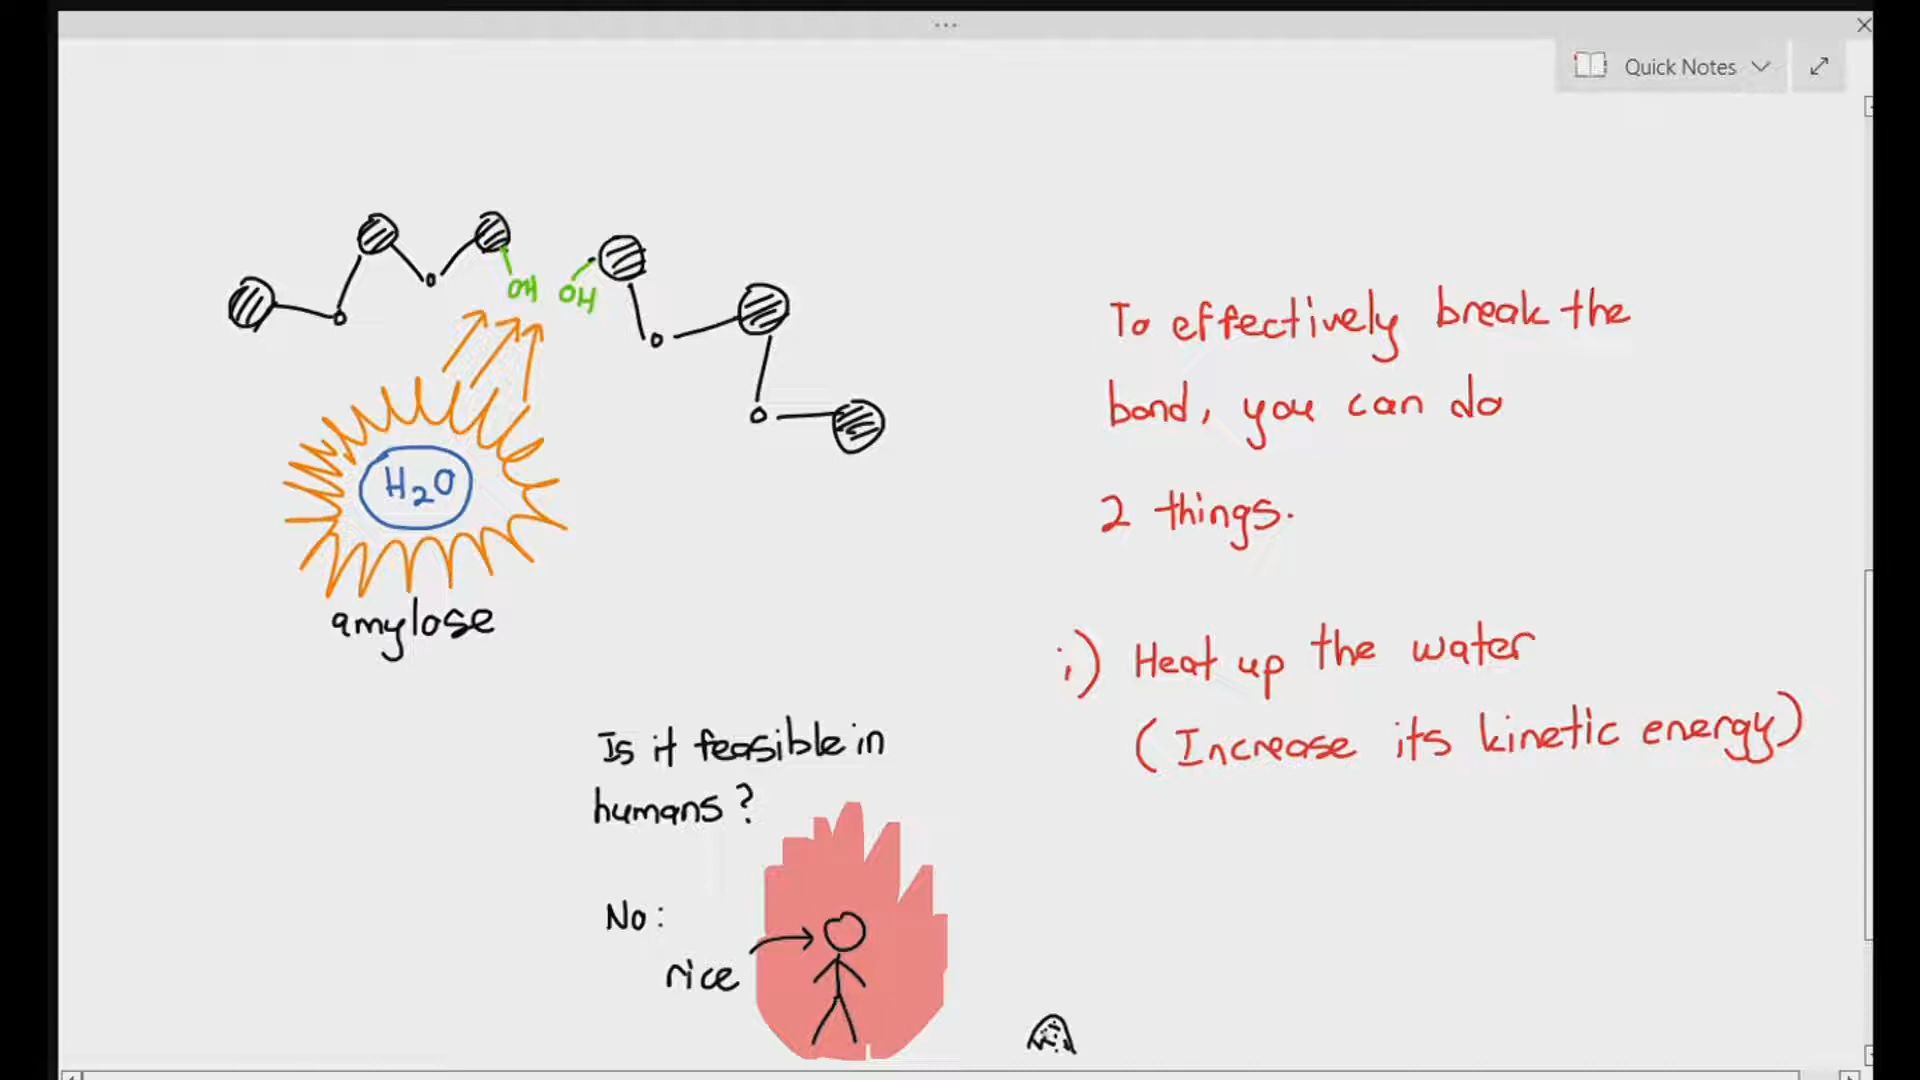 ...
Quick Notes
OH OH
o o o o
H2O
amylose
To effectively break the
bond, you can do
2 things.
i) Heat up the water
(Increase its kinetic energy)
Is it feasible in
humans?
No:
rice